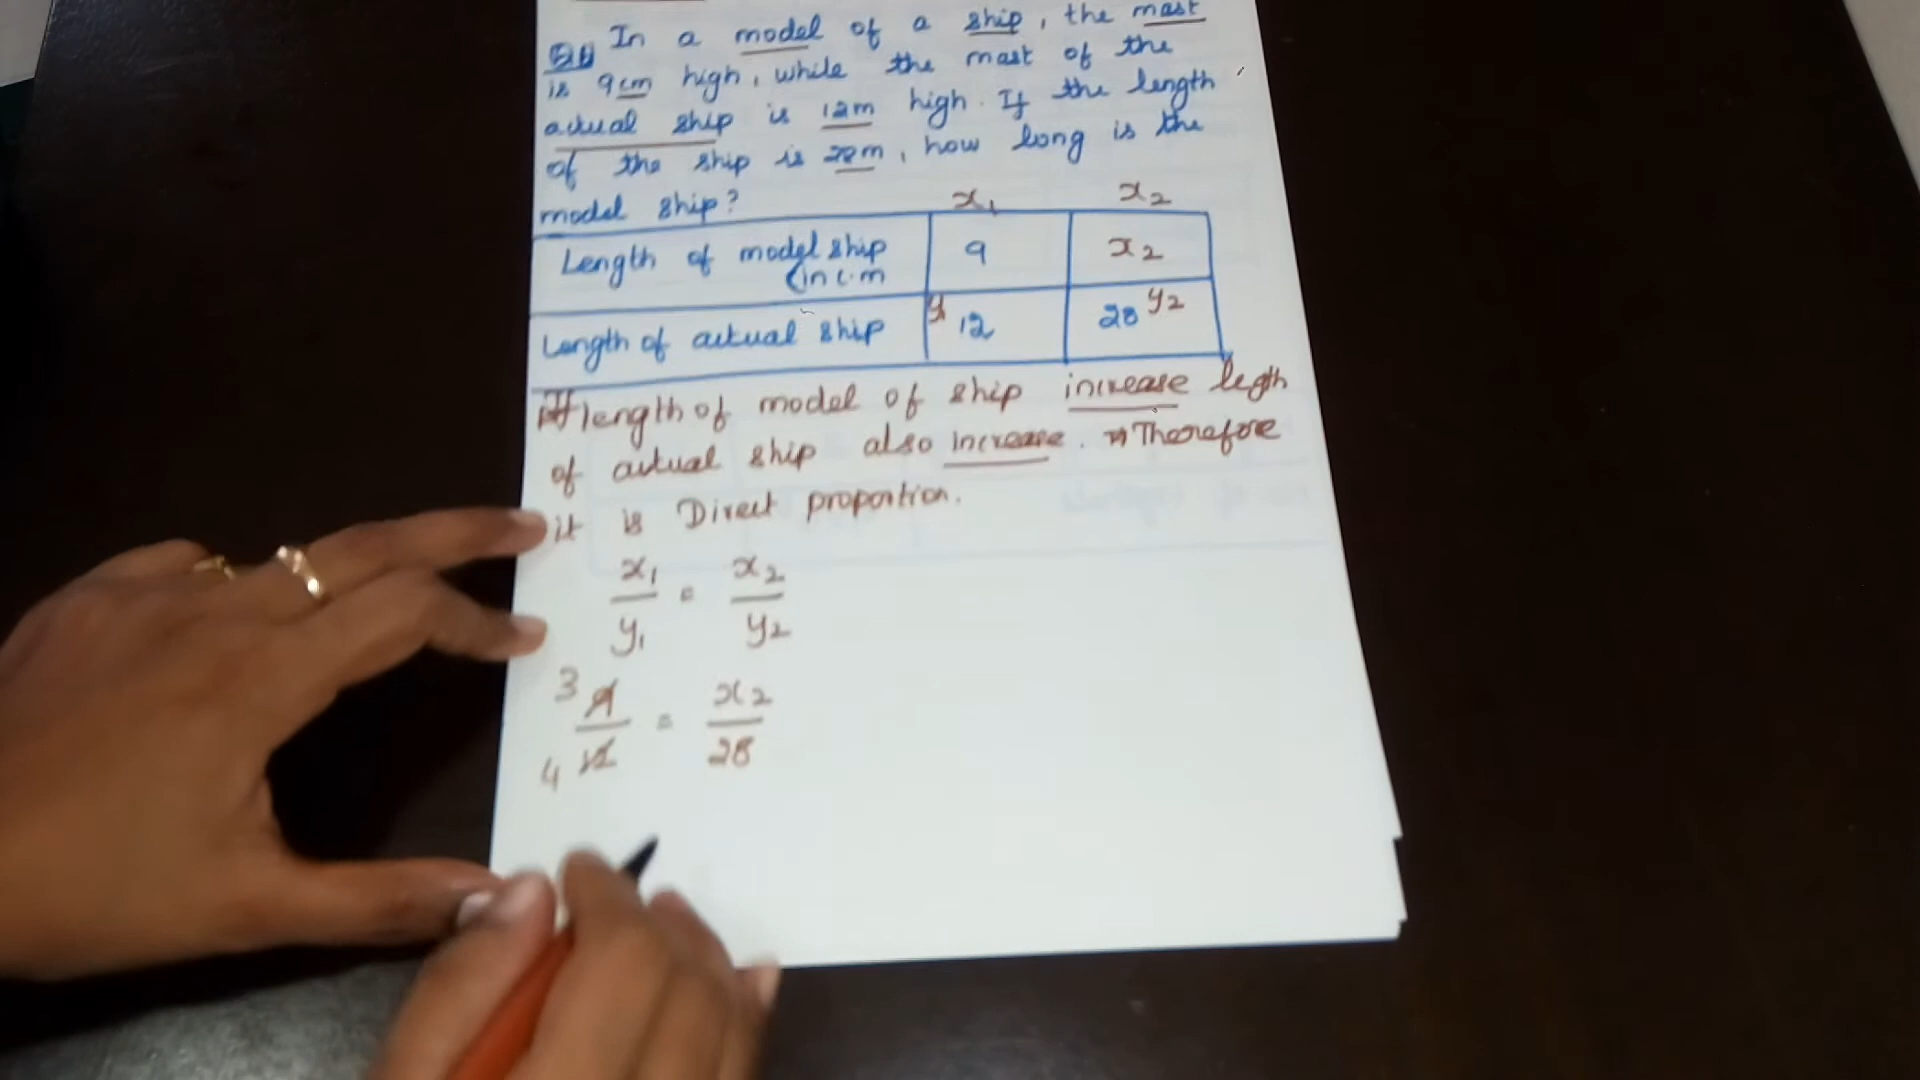 In a model of a ship, the mast
is 9cm high, while the mast of the
actual ship is 12m high. If the length
of the ship is 28m, how long is the
model ship?
x1 x2
Length of model ship 9 x2
(in c.m
Length of actual ship y1 12 28 y2
If length of model of ship increase legth
of actual ship also increase. Therefore
it is Direct proportion.
x1/y1 = x2/y2
3 9/12 = x2/28
4